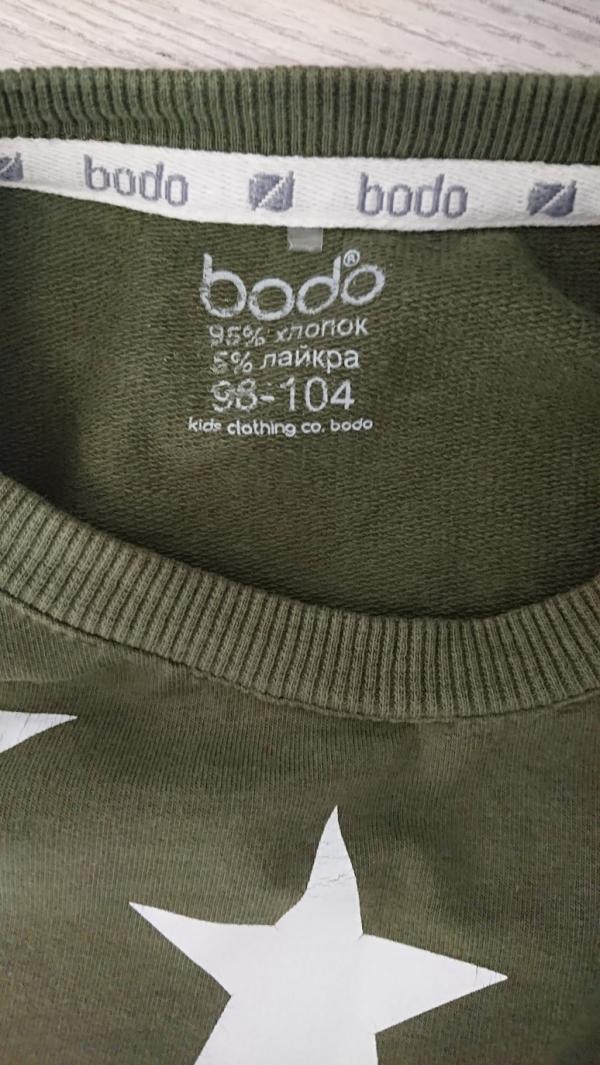 bodo bodo
bodo®
95% хлопок
5% лайкра
98-104
kids clothing co. bodo